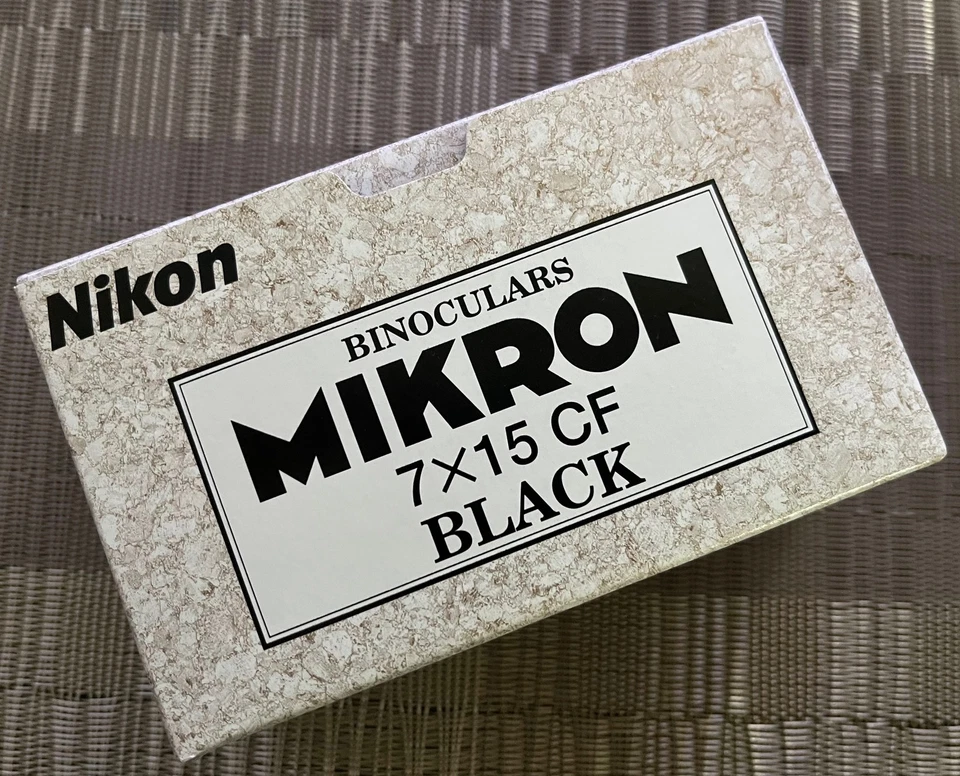 Nikon
BINOCULARS
MIKRON
7×15 CF
BLACK